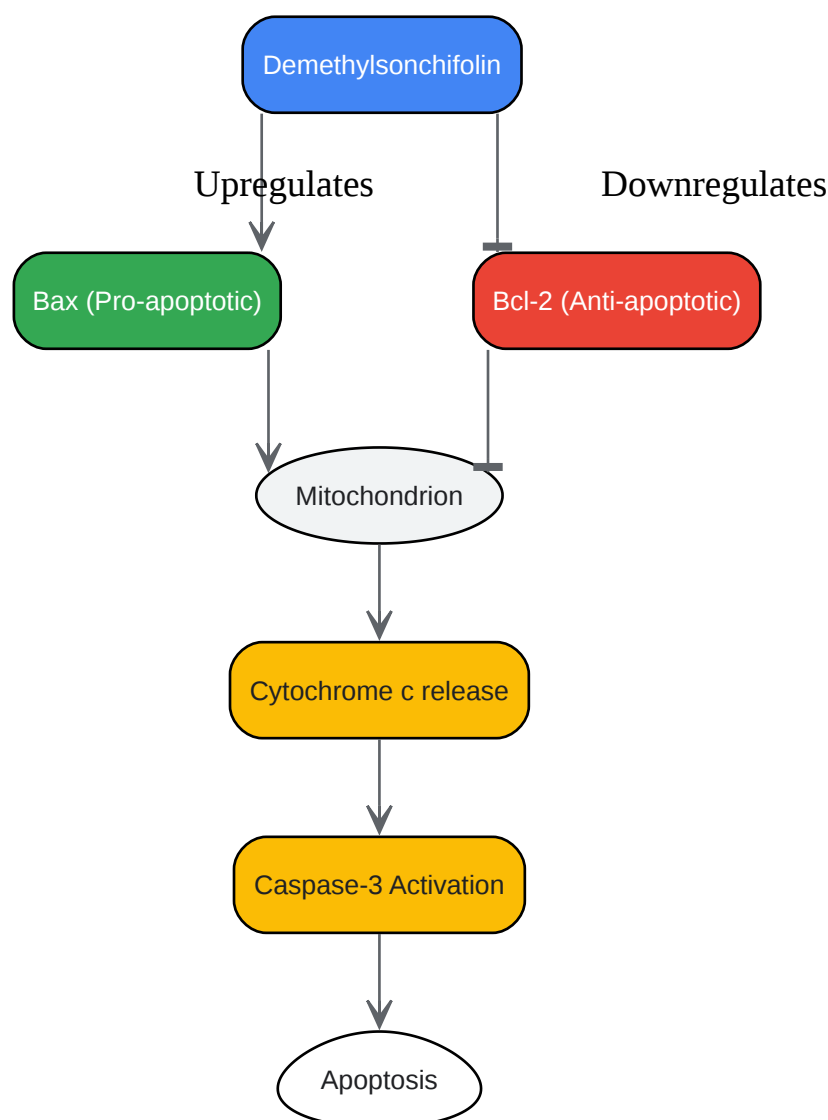 Demethylsonchifolin
Upregulates
Downregulates
Bax (Pro-apoptotic)
Bcl-2 (Anti-apoptotic)
Mitochondrion
Cytochrome c release
Caspase-3 Activation
Apoptosis